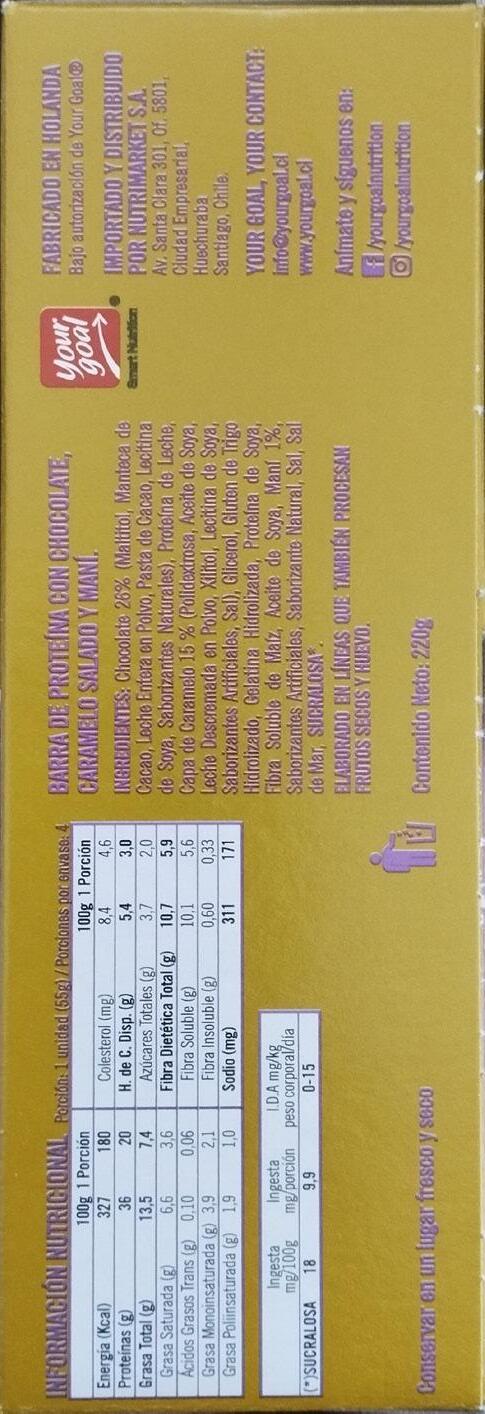 INFORMACIÓN NUTRICIONAL Porción: 1 unidad (55g) / Porciones por envase: 4
100g 1 Porción
Energía (Kcal) 327 180
Proteínas (g) 36 20
Grasa Total (g) 13,5 7,4
Grasa Saturada (g) 6,6 3,6
Ácidos Grasos Trans (g) 0,10 0,06
Grasa Monoinsaturada (g) 3,9 2,1
Grasa Poliinsaturada (g) 1,9 1,0
100g 1 Porción
Colesterol (mg) 8,4 4,6
H. de C. Disp. (g) 5,4 3,0
Azúcares Totales (g) 3,7 2,0
Fibra Dietética Total (g) 10,7 5,9
Fibra Soluble (g) 10,1 5,6
Fibra Insoluble (g) 0,60 0,33
Sodio (mg) 311 171
Ingesta mg/100g
Ingesta mg/porción
I.D.A mg/kg peso corporal/día
(*)SUCRALOSA 18 9,9 0-15
Conservar en un lugar fresco y seco
BARRA DE PROTEÍNA CON CHOCOLATE,
CARAMELO SALADO Y MANÍ.
INGREDIENTES: Chocolate 26% (Maltitol, Manteca de
Cacao, Leche Entera en Polvo, Pasta de Cacao, Lecitina
de Soya, Saborizantes Naturales), Proteína de Leche,
Capa de Caramelo 15 % (Polidextrosa, Aceite de Soya,
Leche Descremada en Polvo, Xilitol, Lecitina de Soya,
Saborizantes Artificiales, Sal), Glicerol, Gluten de Trigo
Hidrolizado, Gelatina Hidrolizada, Proteína de Soya,
Fibra Soluble de Maíz, Aceite de Soya, Maní 1%,
Saborizantes Artificiales, Saborizante Natural, Sal, Sal
de Mar, SUCRALOSA*.
ELABORADO EN LÍNEAS QUE TAMBIÉN PROCESAN
FRUTOS SECOS Y HUEVO.
Contenido Neto: 220g
your
goal
®
Smart Nutrition
FABRICADO EN HOLANDA
Bajo autorización de Your Goal®
IMPORTADO Y DISTRIBUIDO
POR NUTRIMARKET S.A.
Av. Santa Clara 301, Of. 5801,
Ciudad Empresarial,
Huechuraba
Santiago, Chile.
YOUR GOAL, YOUR CONTACT:
info@yourgoal.cl
www.yourgoal.cl
Anímate y síguenos en:
f /yourgoalnutrition
/yourgoalnutrition